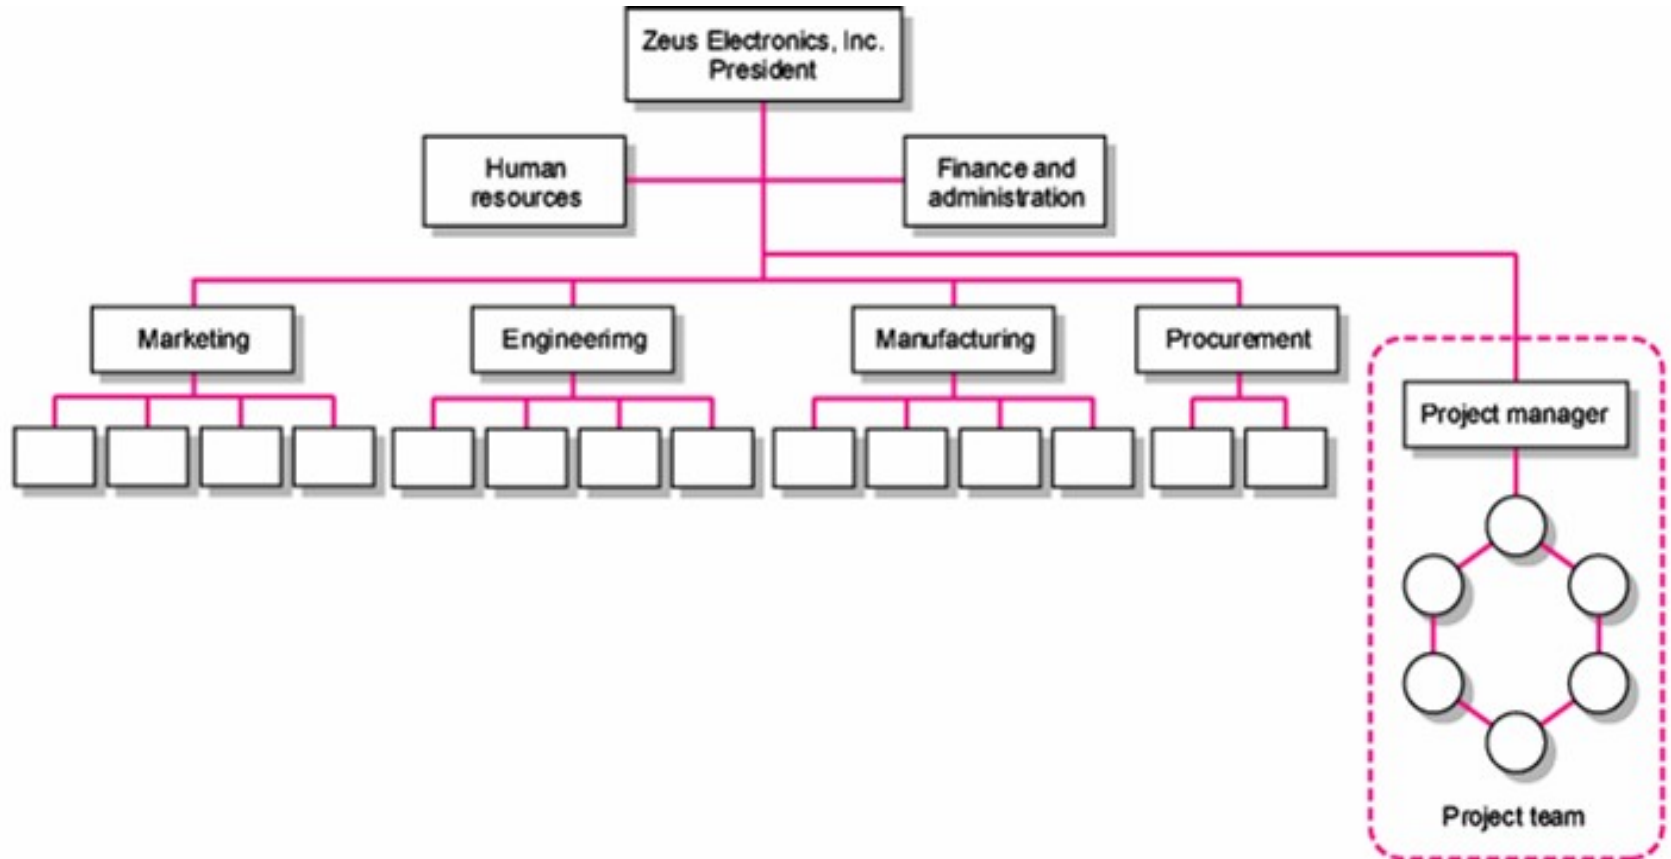 Zeus Electronics, Inc.
President
Human
resources
Finance and
administration
Marketing
Engineerimg
Manufacturing
Procurement
Project manager
Project team